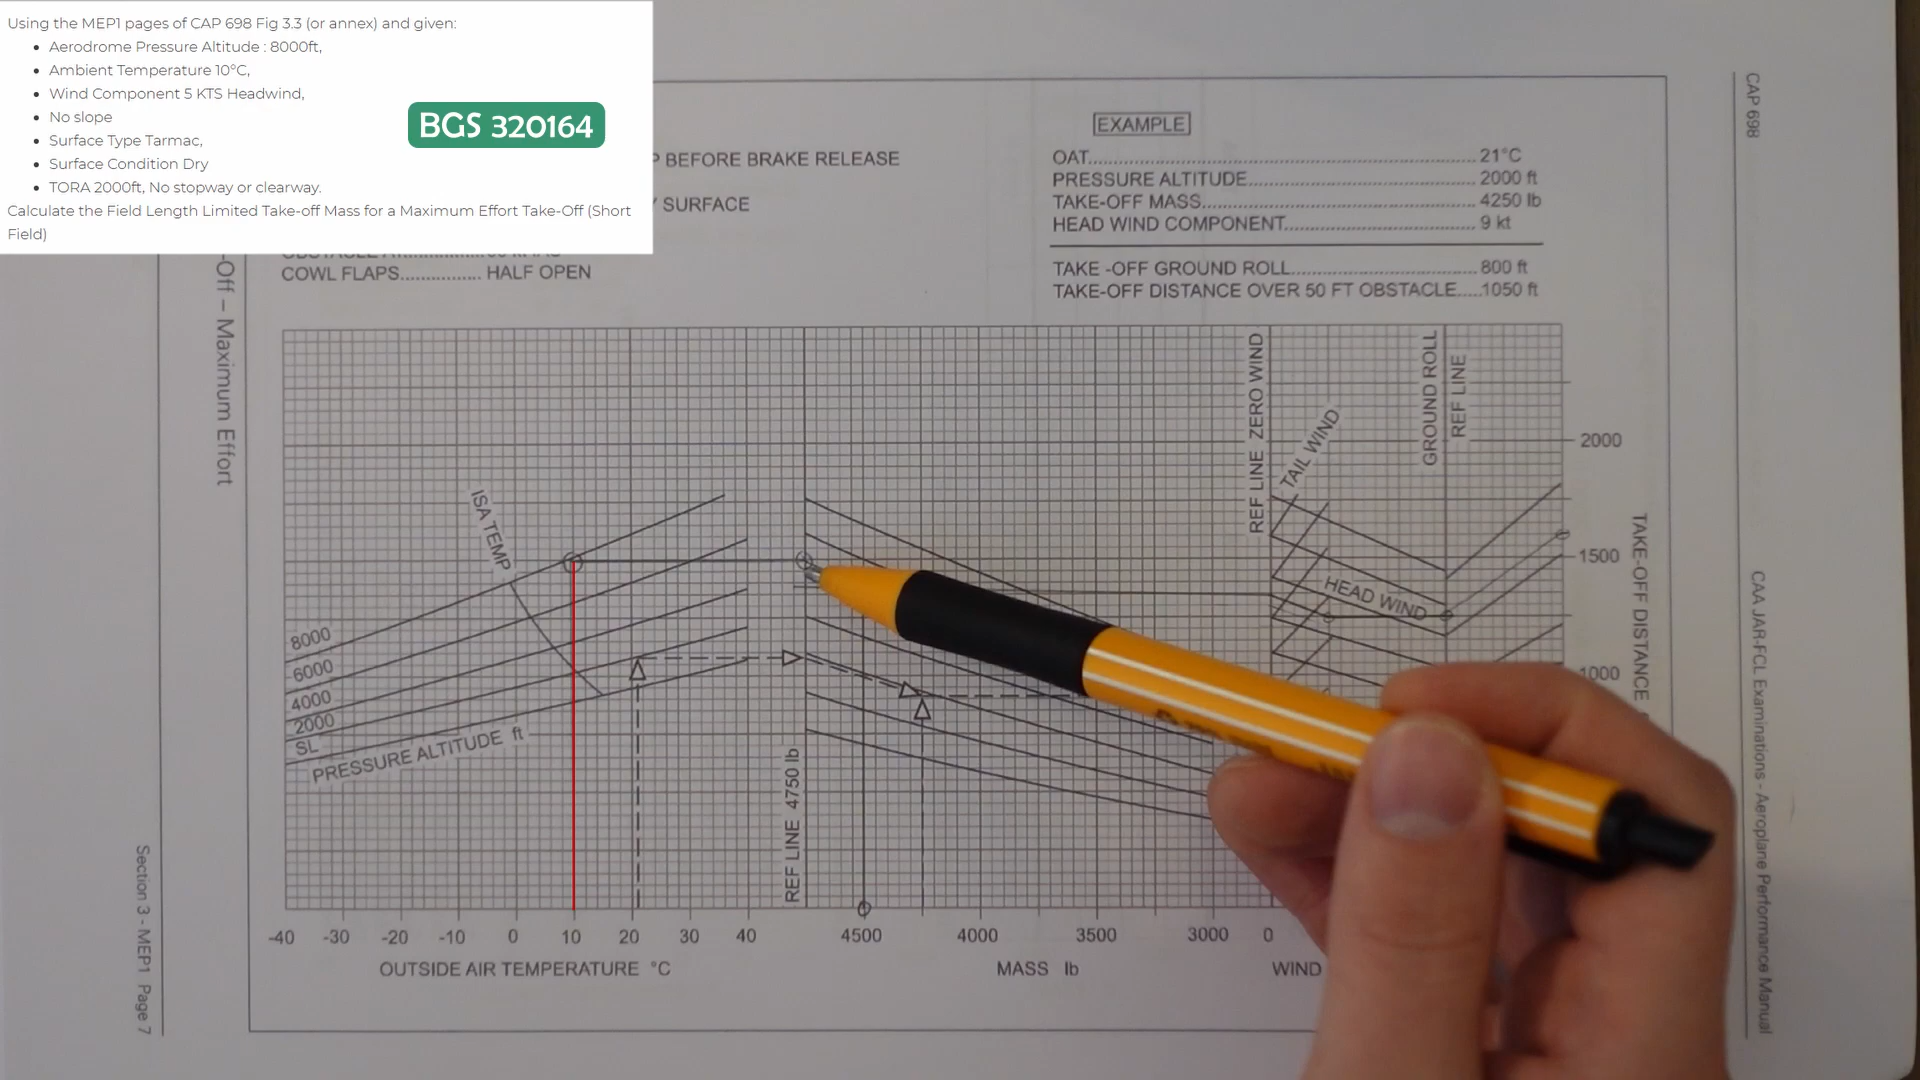 Using the MEP1 pages of CAP 698 Fig 3.3 (or annex) and given:
Aerodrome Pressure Altitude : 8000ft,
Ambient Temperature 10°C,
Wind Component 5 KTS Headwind,
No slope
Surface Type Tarmac,
Surface Condition Dry
TORA 2000ft, No stopway or clearway.
Calculate the Field Length Limited Take-off Mass for a Maximum Effort Take-Off (Short
Field)
BGS 320164
BEFORE BRAKE RELEASE
SURFACE
COWL FLAPS................ HALF OPEN
EXAMPLE
OAT.......... 21°C
PRESSURE ALTITUDE.......... 2000 ft
TAKE-OFF MASS.......... 4250 lb
HEAD WIND COMPONENT.......... 9 kt
TAKE -OFF GROUND ROLL.......... 800 ft
TAKE-OFF DISTANCE OVER 50 FT OBSTACLE.....1050 ft
-Off – Maximum Effort
ISA TEMP
8000
6000
4000
2000
SL
PRESSURE ALTITUDE ft
REF LINE 4750 lb
REF LINE ZERO WIND
TAIL WIND
HEAD WIND
GROUND ROLL
REF LINE
2000
1500
1000
TAKE-OFF DISTANCE
-40 -30 -20 -10 0 10 20 30 40
4500 4000 3500 3000 0
OUTSIDE AIR TEMPERATURE °C
MASS lb
WIND
Section 3 - MEP1 Page 7
CAP 698
CAA JAR-FCL Examinations - Aeroplane Performance Manual